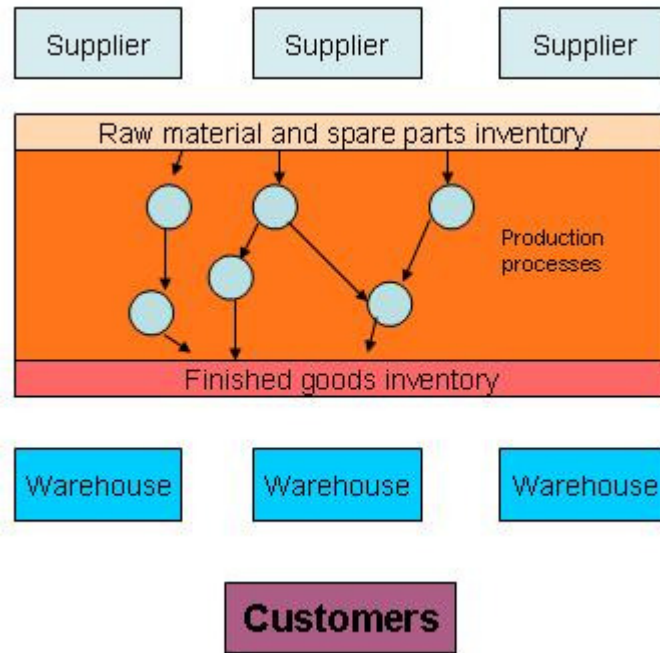 Supplier
Supplier
Supplier
Raw material and spare parts inventory
Production
processes
Finished goods inventory
Warehouse
Warehouse
Warehouse
Customers